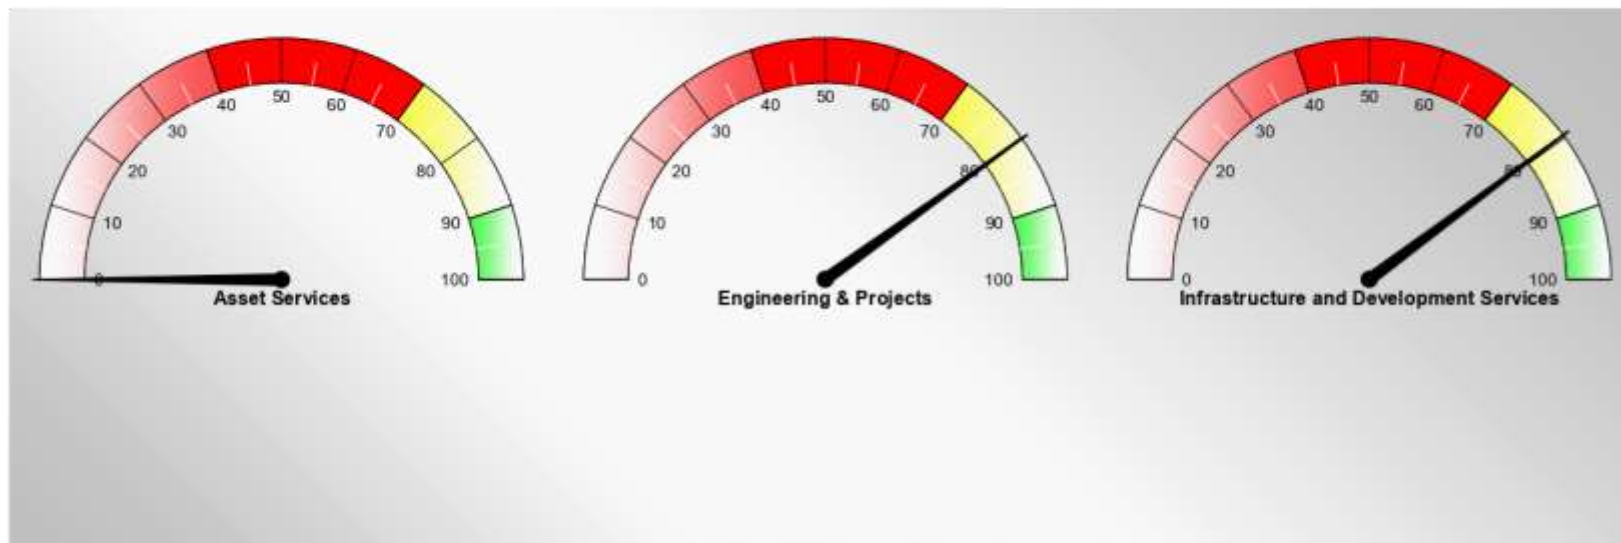 0 10 20 30 40 50 60 70 80 90 100
Asset Services
0 10 20 30 40 50 60 70 80 90 100
Engineering & Projects
0 10 20 30 40 50 60 70 80 90 100
Infrastructure and Development Services